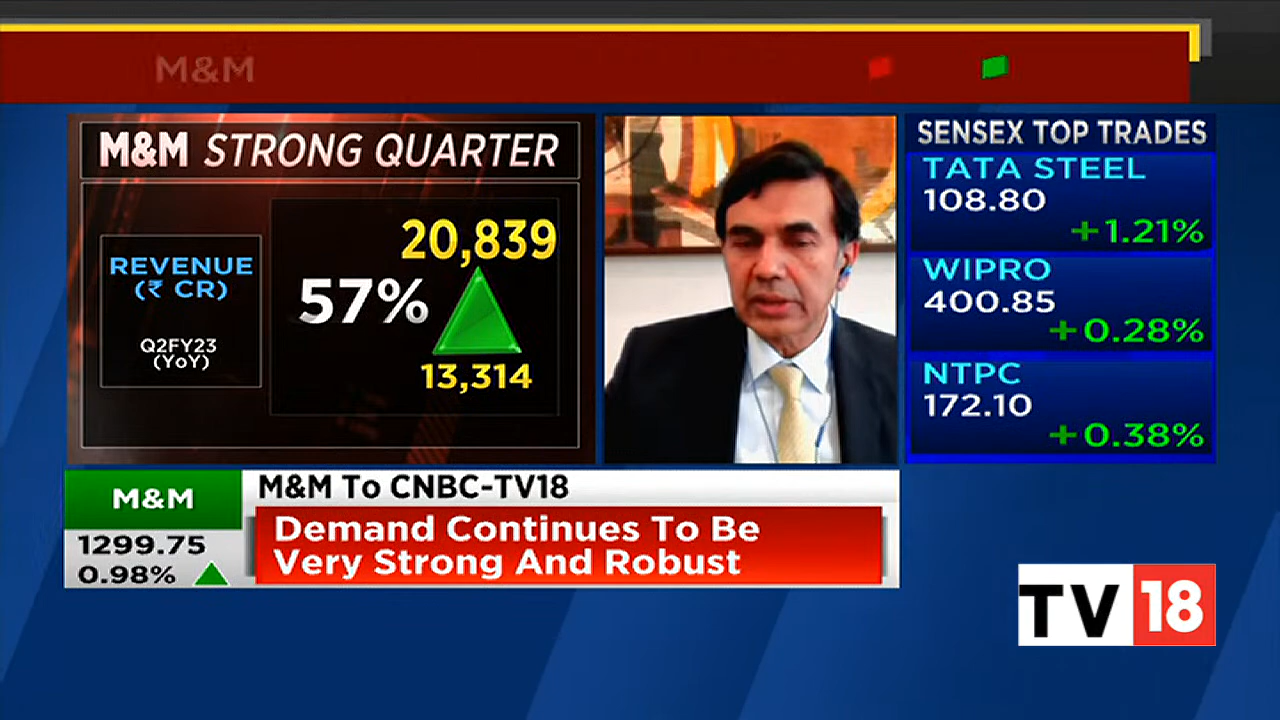 M&M
M&M STRONG QUARTER
REVENUE
(₹ CR)
Q2FY23
(YoY)
20,839
57%
13,314
SENSEX TOP TRADES
TATA STEEL
108.80
+1.21%
WIPRO
400.85
+0.28%
NTPC
172.10
+0.38%
M&M
1299.75
0.98%
M&M To CNBC-TV18
Demand Continues To Be
Very Strong And Robust
TV18